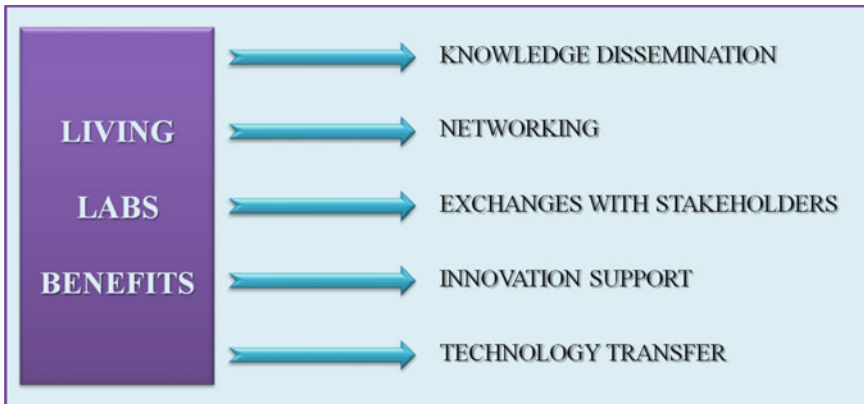 LIVING
LABS
BENEFITS
KNOWLEDGE DISSEMINATION
NETWORKING
EXCHANGES WITH STAKEHOLDERS
INNOVATION SUPPORT
TECHNOLOGY TRANSFER